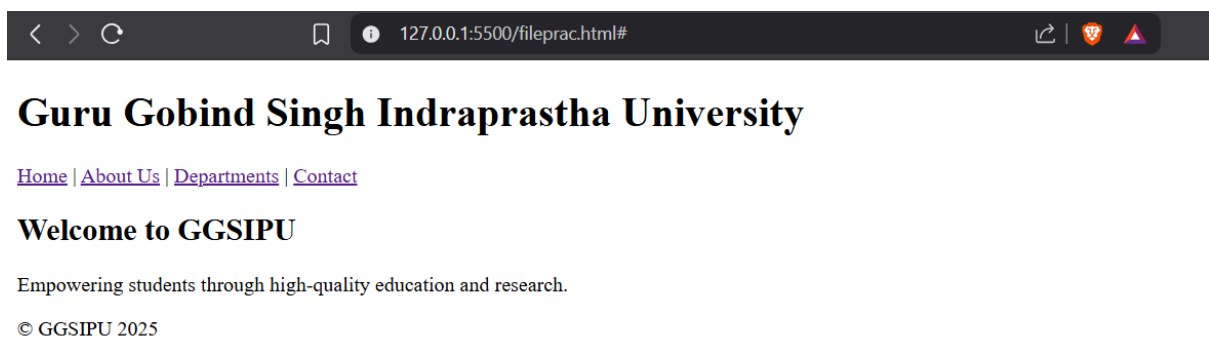 127.0.0.1:5500/fileprac.html#
Guru Gobind Singh Indraprastha University
Home | About Us | Departments | Contact
Welcome to GGSIPU
Empowering students through high-quality education and research.
© GGSIPU 2025